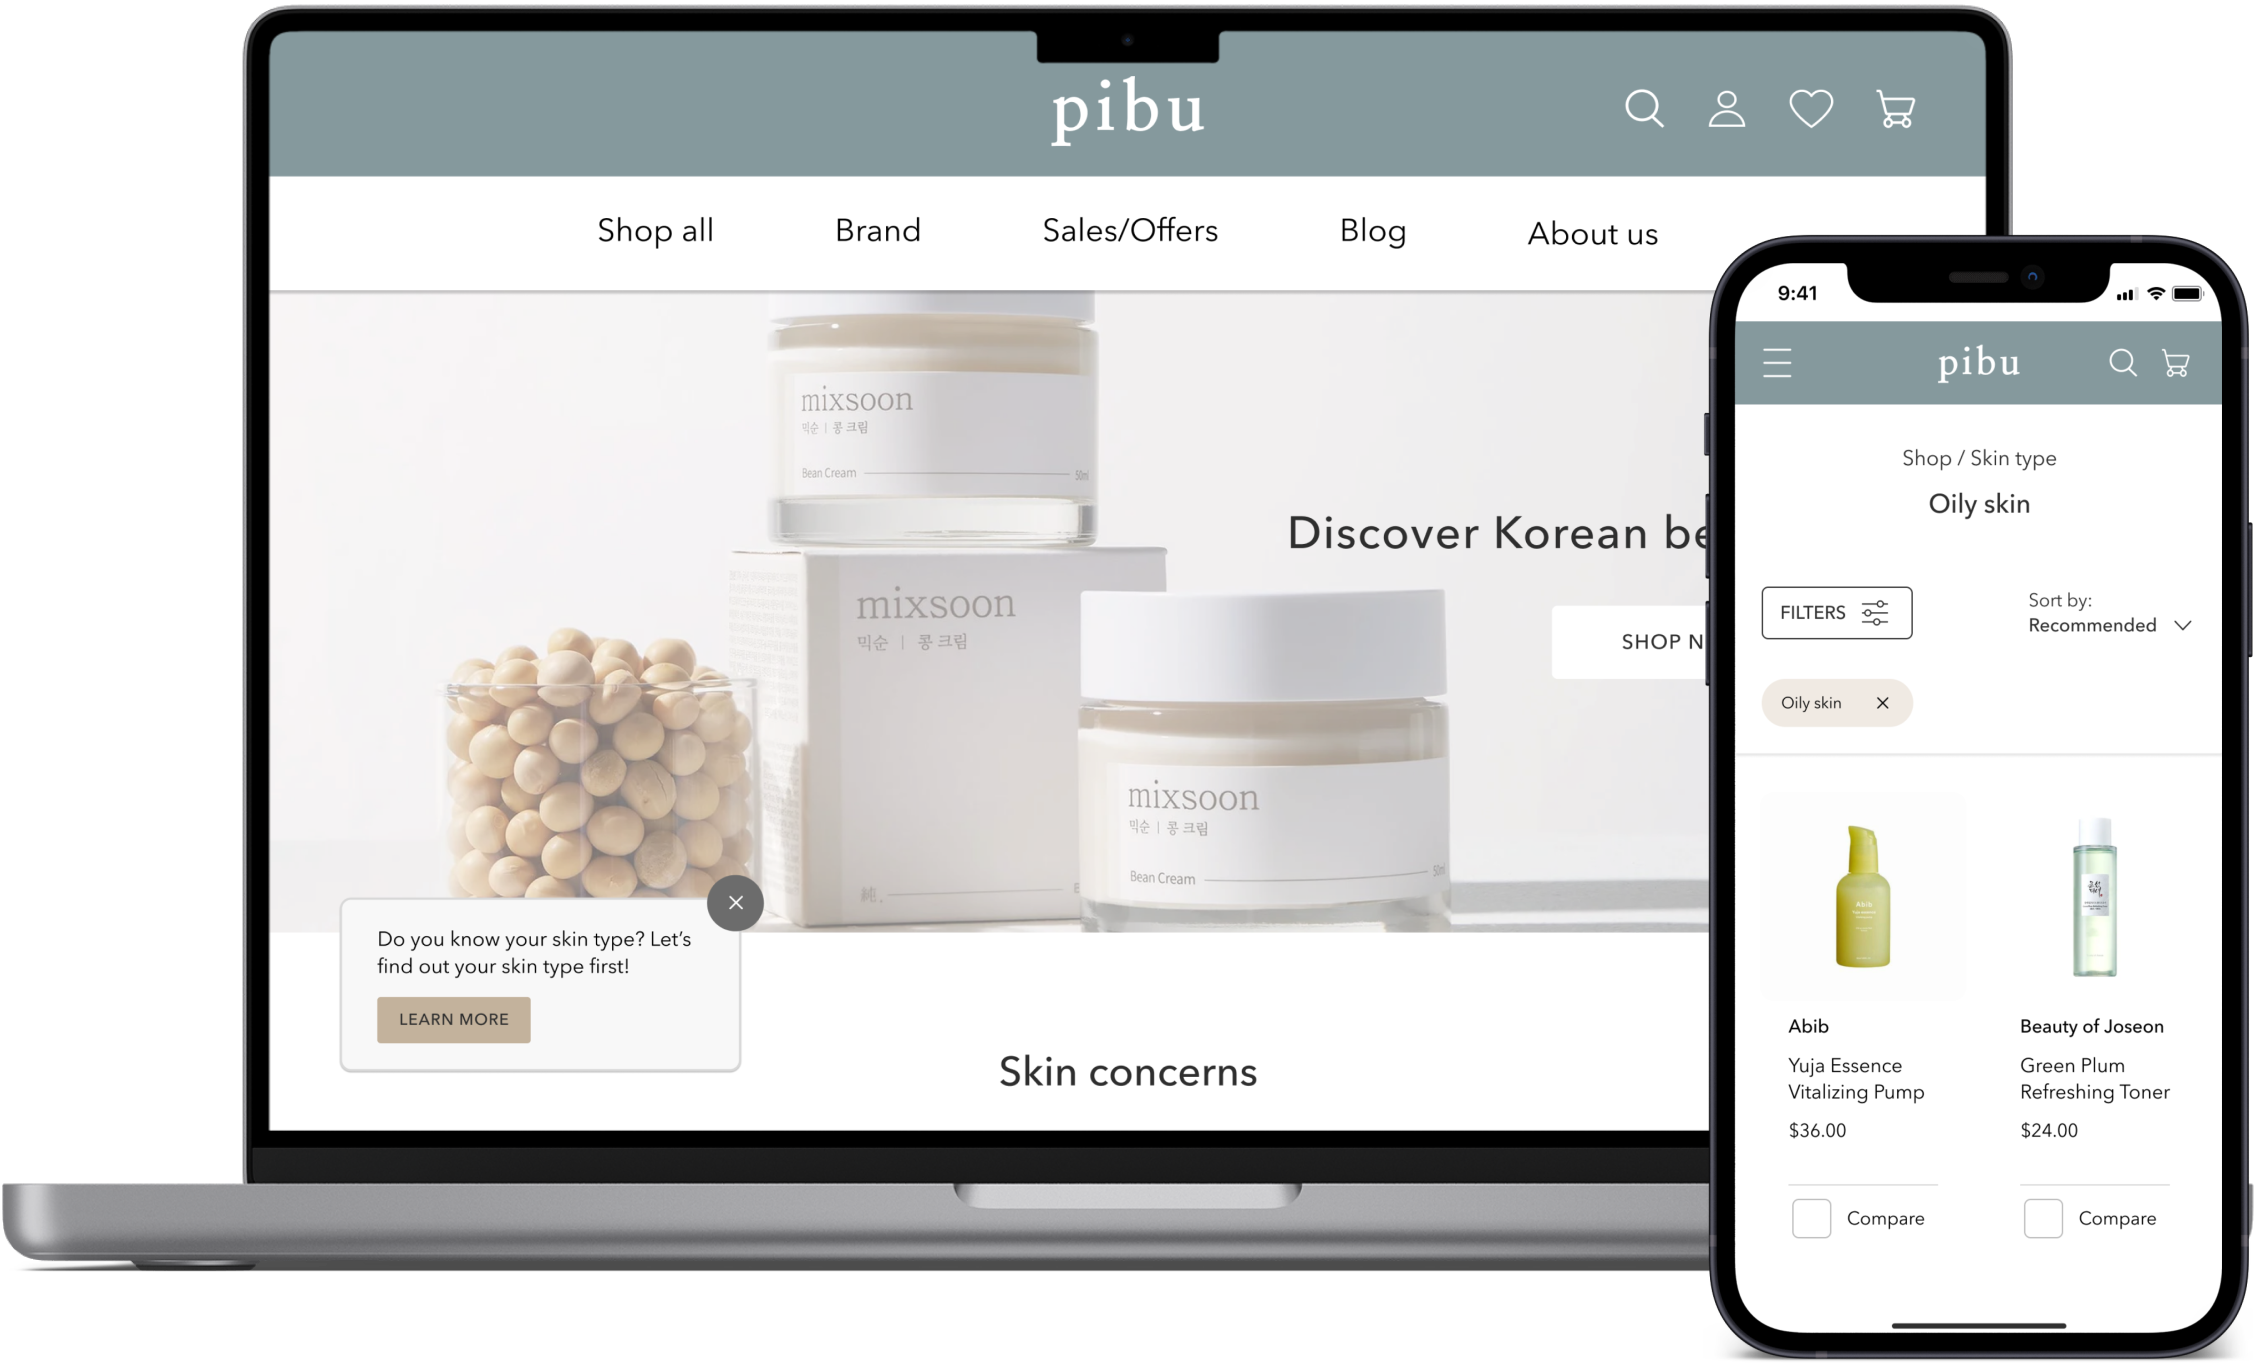 pibu
Shop all
Brand
Sales/Offers
Blog
About us
mixsoon
믹순 | 콩 크림
Bean Cream
50ml
Discover Korean be
SHOP N
mixsoon
믹순 | 콩 크림
純.
mixsoon
믹순 | 콩 크림
Bean Cream
50ml
Do you know your skin type? Let’s
find out your skin type first!
LEARN MORE
Skin concerns
9:41
pibu
Shop / Skin type
Oily skin
FILTERS
Sort by:
Recommended
Oily skin
Abib
Yuja essence
Abib
Yuja Essence
Vitalizing Pump
$36.00
Compare
Beauty of Joseon
Green Plum
Refreshing Toner
$24.00
Compare